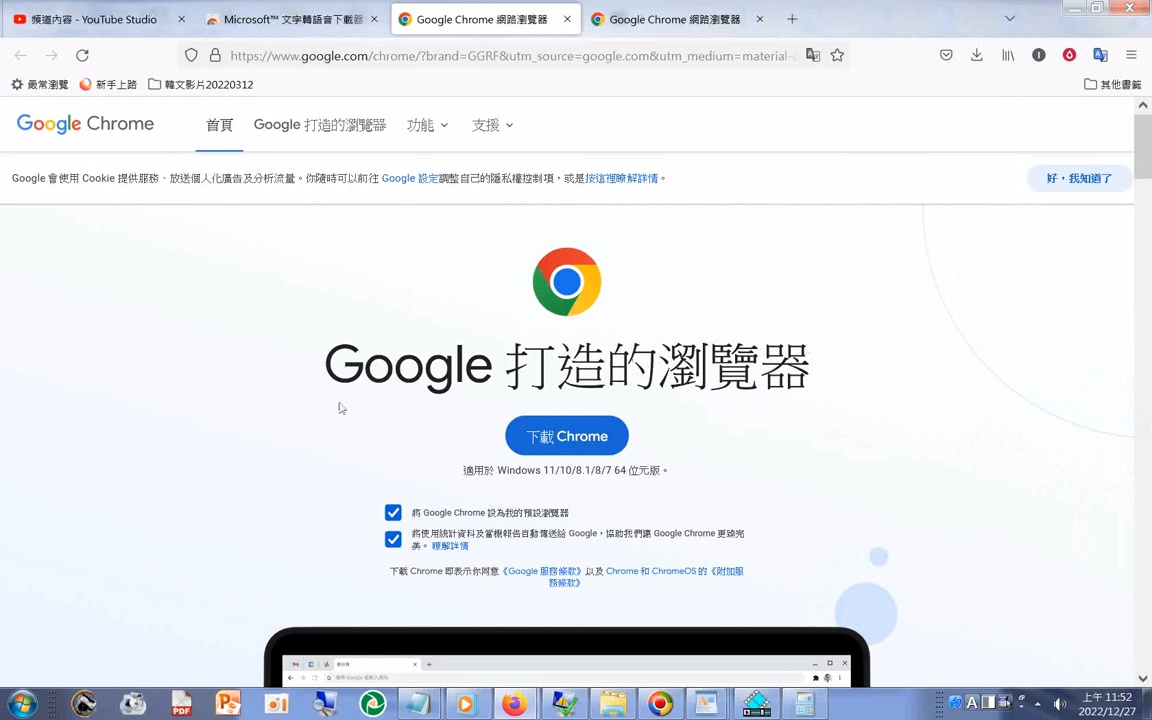 頻道內容 - YouTube Studio
Microsoft™ 文字轉語音下載器
Google Chrome 網路瀏覽器
Google Chrome 網路瀏覽器
https://www.google.com/chrome/?brand=GGRF&utm_source=google.com&utm_medium=material-c
最常瀏覽
新手上路
韓文影片20220312
其他書籤
Google Chrome
首頁
Google 打造的瀏覽器
功能
支援
Google 會使用 Cookie 提供服務、放送個人化廣告及分析流量。你隨時可以前往 Google 設定調整自己的隱私權控制項，或是按這裡瞭解詳情。
好，我知道了
Google 打造的瀏覽器
下載 Chrome
適用於 Windows 11/10/8.1/8/7 64 位元版。
將 Google Chrome 設為我的預設瀏覽器
將使用統計資料及當機報告自動傳送給 Google，協助我們讓 Google Chrome 更臻完
美。 瞭解詳情
下載 Chrome 即表示你同意《Google 服務條款》以及 Chrome 和 ChromeOS 的《附加服
務條款》
上午 11:52
2022/12/27